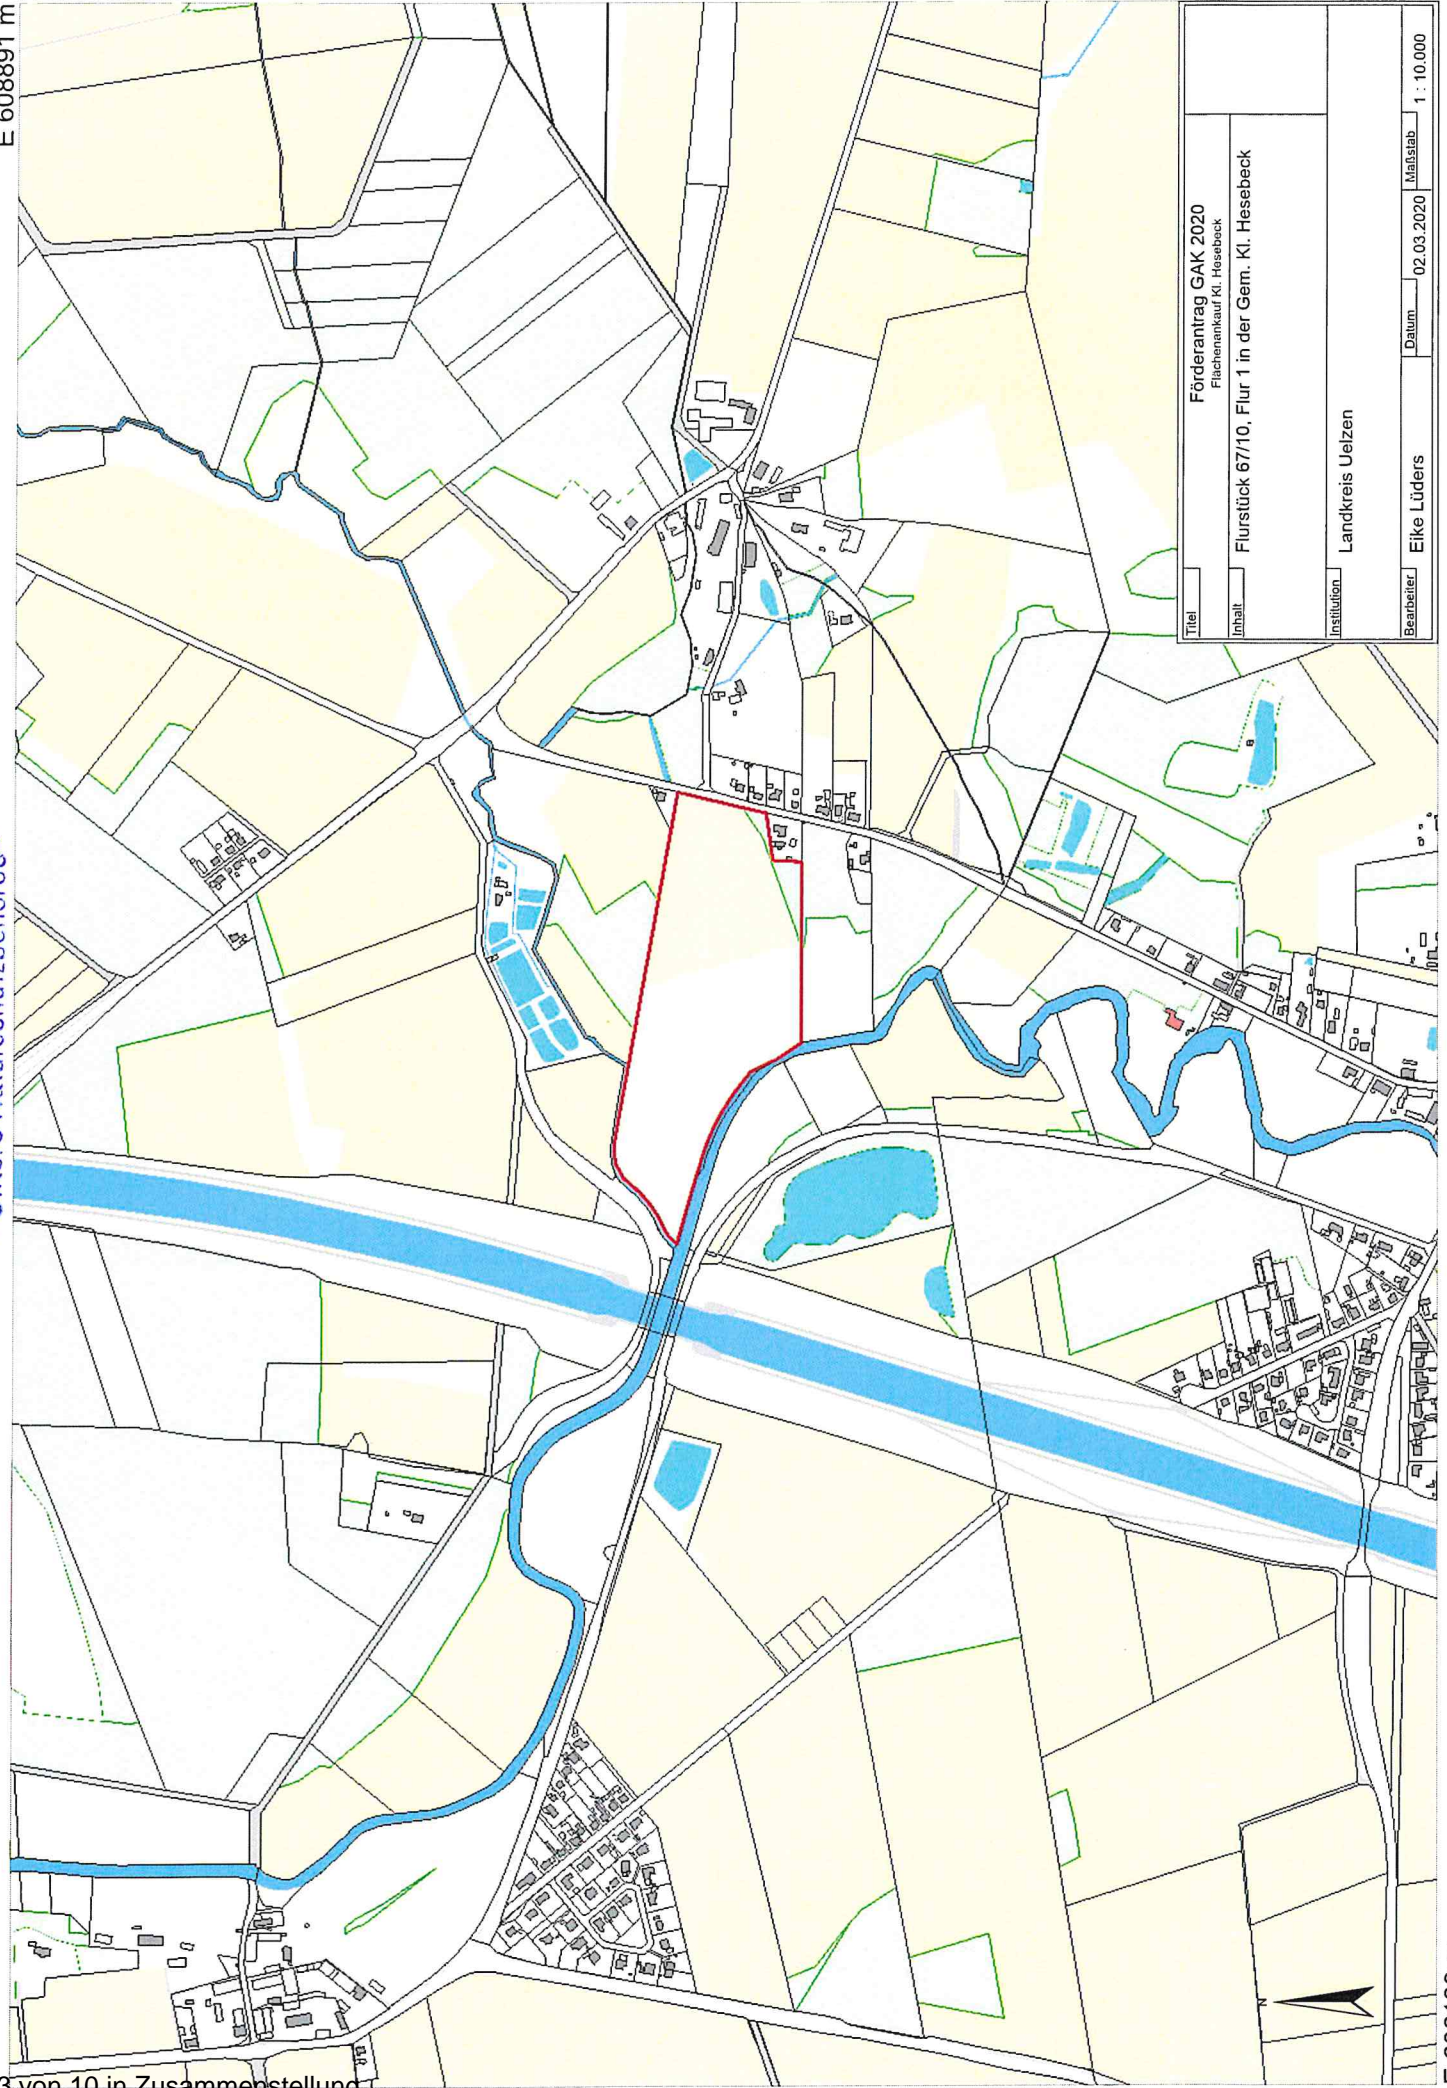 E 608891 m
Titel
Förderantrag GAK 2020
Flächenankauf Kl. Hesebeck
Inhalt
Flurstück 67/10, Flur 1 in der Gem. Kl. Hesebeck
Institution
Landkreis Uelzen
Bearbeiter
Elke Lüders
Datum
02.03.2020
Maßstab
1 : 10.000
N
3 von 10 in Zusammenstellung